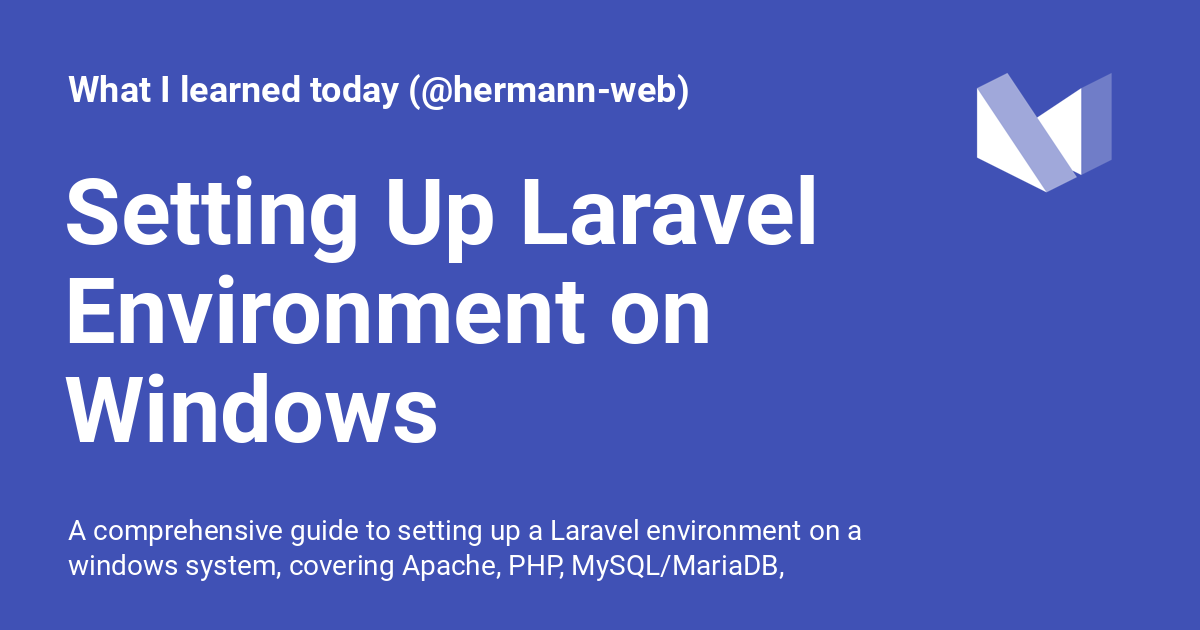 What I learned today (@hermann-web)
Setting Up Laravel
Environment on
Windows
A comprehensive guide to setting up a Laravel environment on a
windows system, covering Apache, PHP, MySQL/MariaDB,